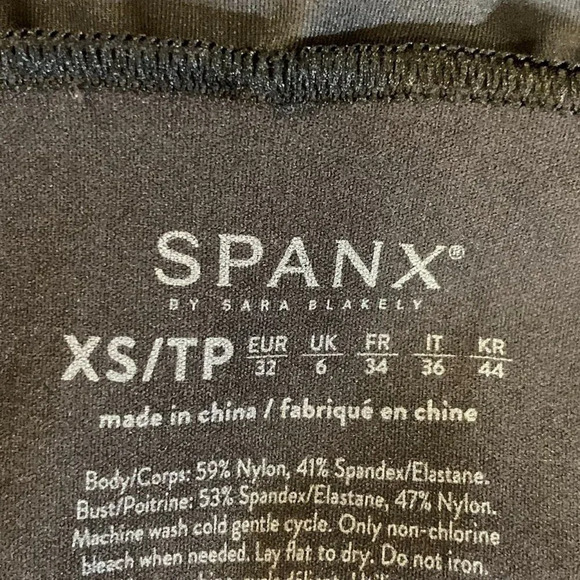 SPANX®
BY SARA BLAKELY
XS/TP EUR UK FR IT KR
32 6 34 36 44
made in china / fabriqué en chine
Body/Corps: 59% Nylon, 41% Spandex/Elastane.
Bust/Poitrine: 53% Spandex/Elastane, 47% Nylon.
Machine wash cold gentle cycle. Only non-chlorine
bleach when needed. Lay flat to dry. Do not iron.